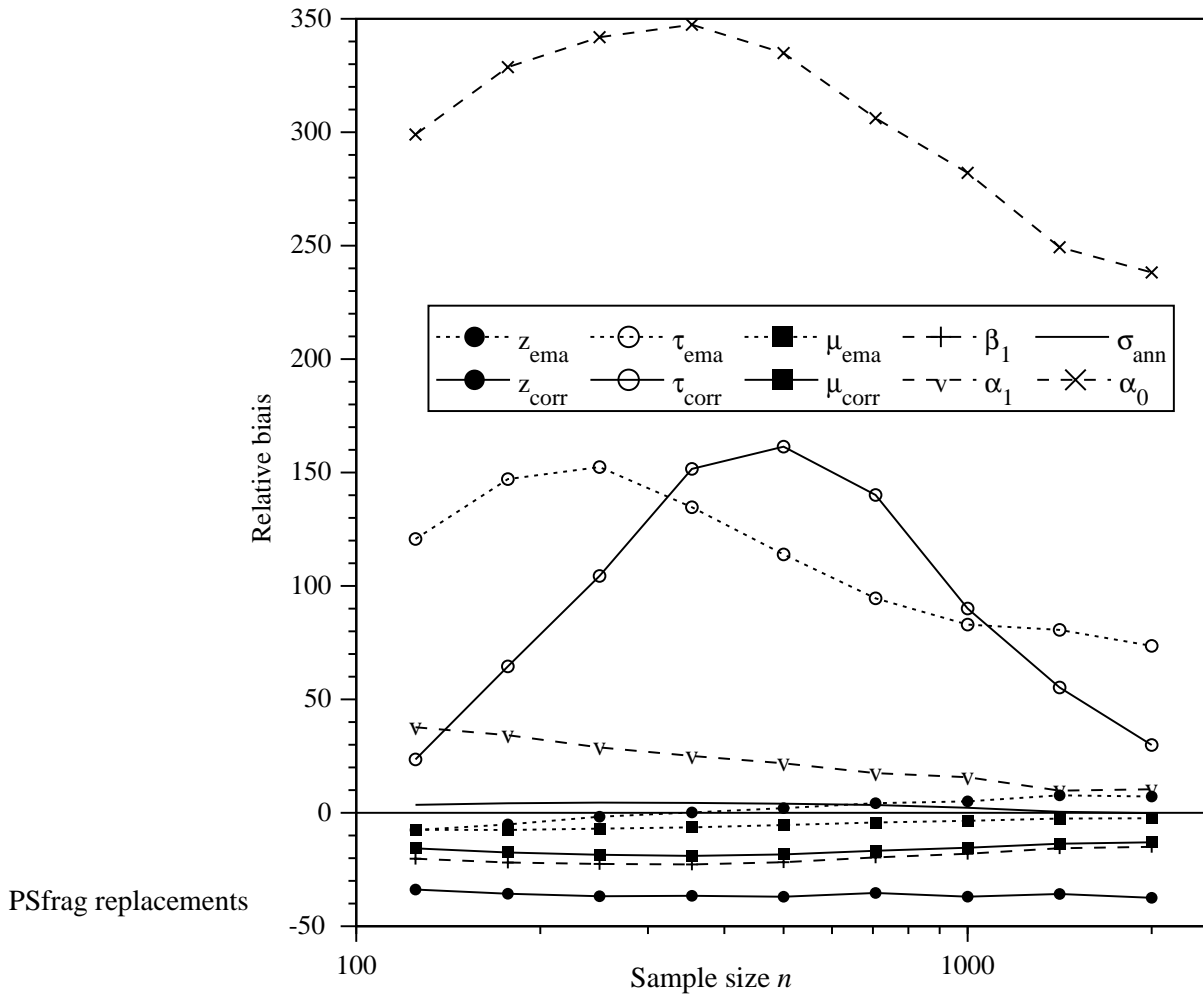 350
300
250
200
150
100
50
0
-50
Relative biais
z_ema τ_ema μ_ema β_1 σ_ann
z_corr τ_corr μ_corr v α_1 α_0
v v v v v v v v v
PSfrag replacements
100 1000
Sample size n